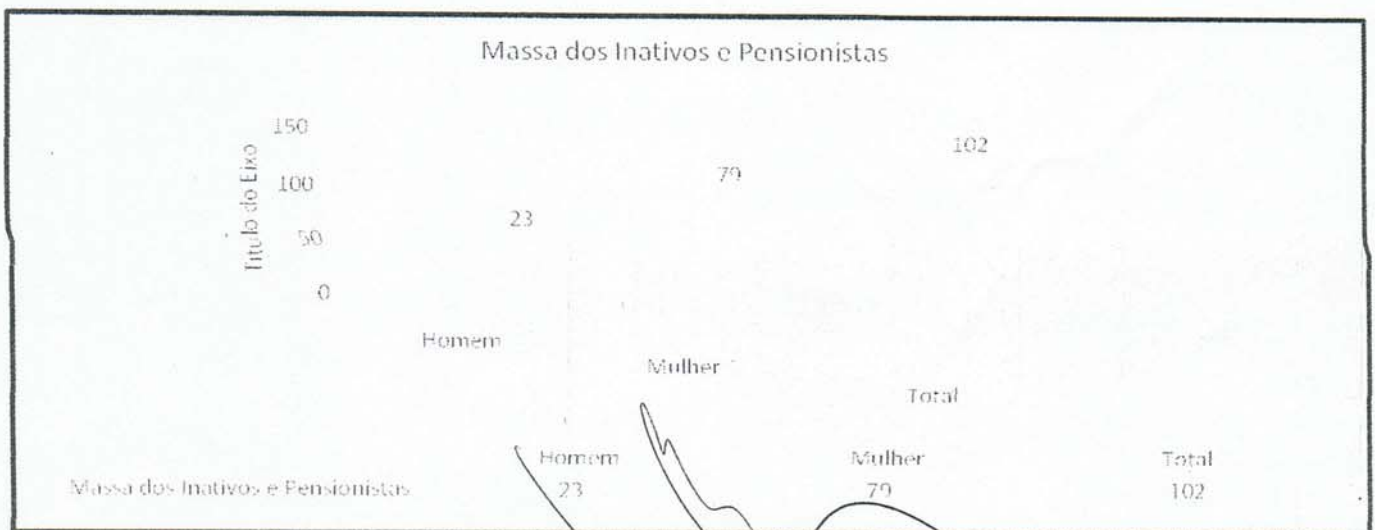 Massa dos Inativos e Pensionistas
150
102
79
100
23
50
0
Titulo do Eixo
Homem
Mulher
Total
Homem Mulher Total
Massa dos Inativos e Pensionistas 23 79 102